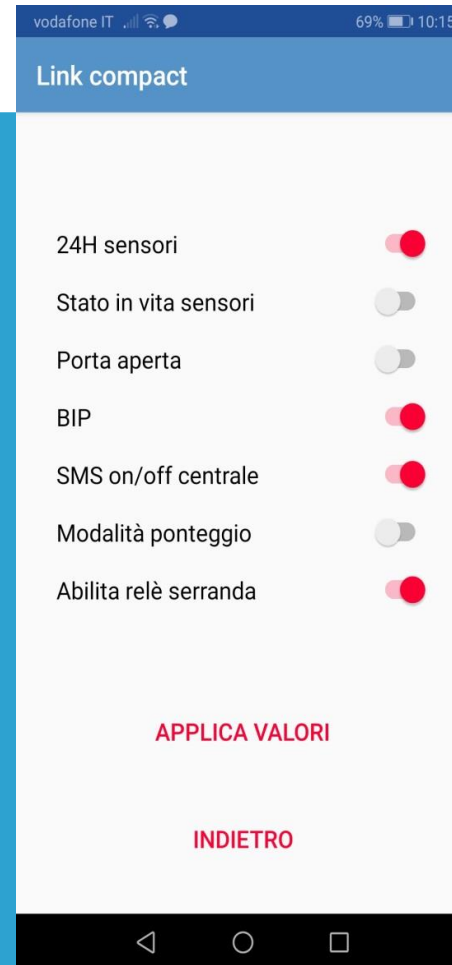 vodafone IT 69% 10:15
Link compact
24H sensori
Stato in vita sensori
Porta aperta
BIP
SMS on/off centrale
Modalità ponteggio
Abilita relè serranda
APPLICA VALORI
INDIETRO